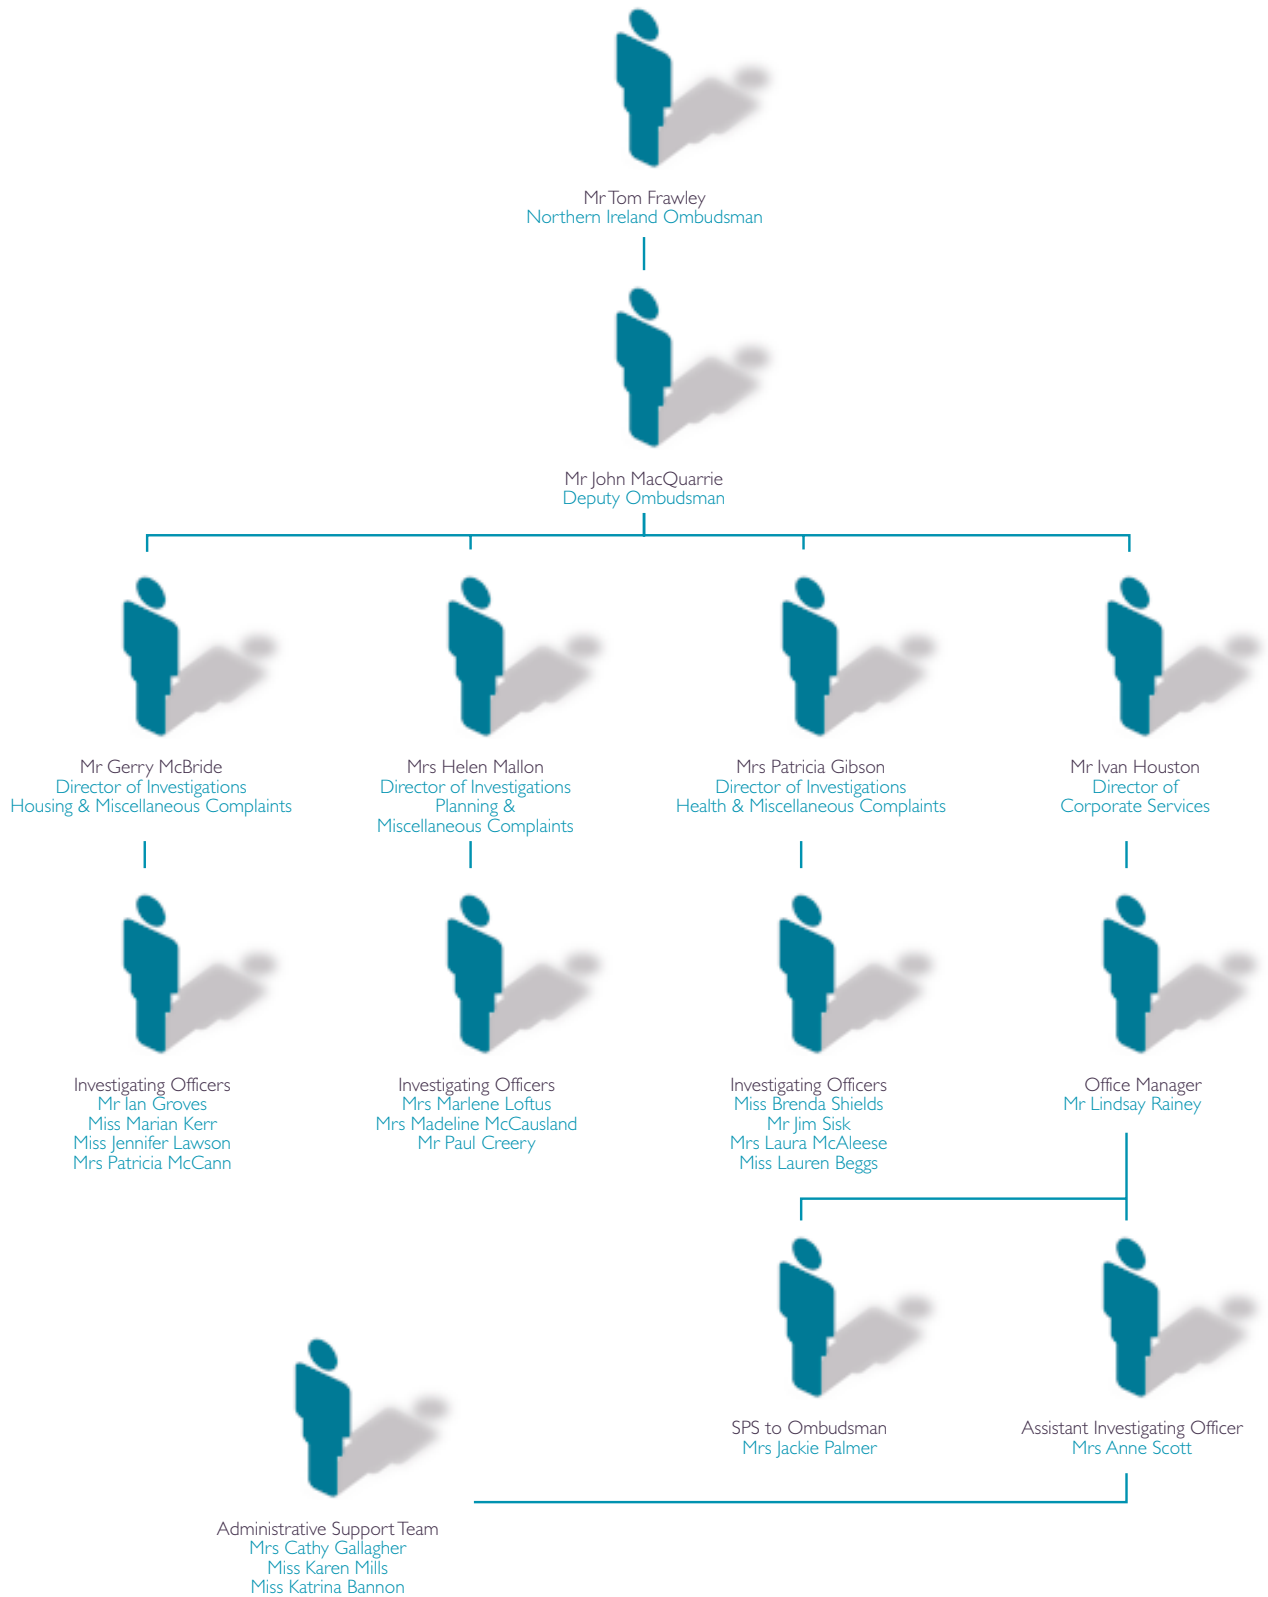 Mr Tom Frawley
Northern Ireland Ombudsman
Mr John MacQuarrie
Deputy Ombudsman
Mr Gerry McBride
Director of Investigations
Housing & Miscellaneous Complaints
Mrs Helen Mallon
Director of Investigations
Planning &
Miscellaneous Complaints
Mrs Patricia Gibson
Director of Investigations
Health & Miscellaneous Complaints
Mr Ivan Houston
Director of
Corporate Services
Investigating Officers
Mr Ian Groves
Miss Marian Kerr
Miss Jennifer Lawson
Mrs Patricia McCann
Investigating Officers
Mrs Marlene Loftus
Mrs Madeline McCausland
Mr Paul Creery
Investigating Officers
Miss Brenda Shields
Mr Jim Sisk
Mrs Laura McAleese
Miss Lauren Beggs
Office Manager
Mr Lindsay Rainey
SPS to Ombudsman
Mrs Jackie Palmer
Assistant Investigating Officer
Mrs Anne Scott
Administrative Support Team
Mrs Cathy Gallagher
Miss Karen Mills
Miss Katrina Bannon